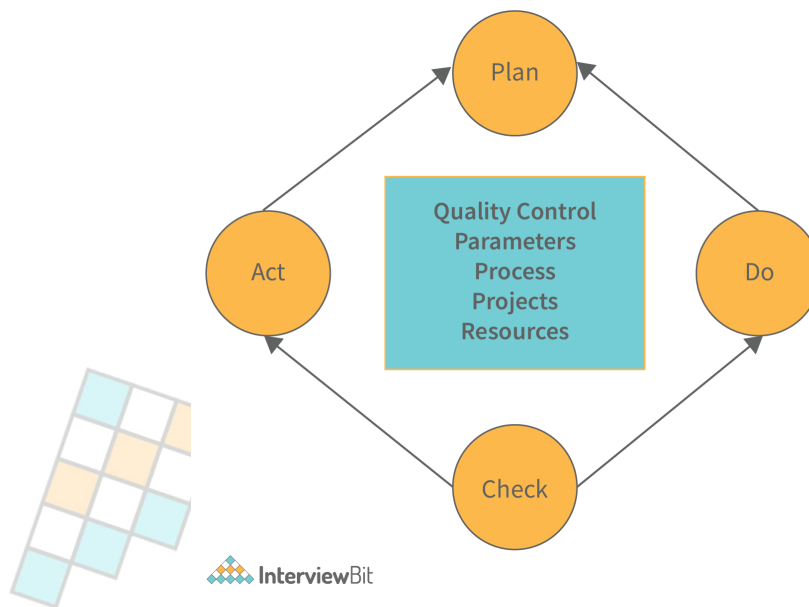 Plan
Quality Control
Parameters
Process
Projects
Resources
Act
Do
Check
InterviewBit